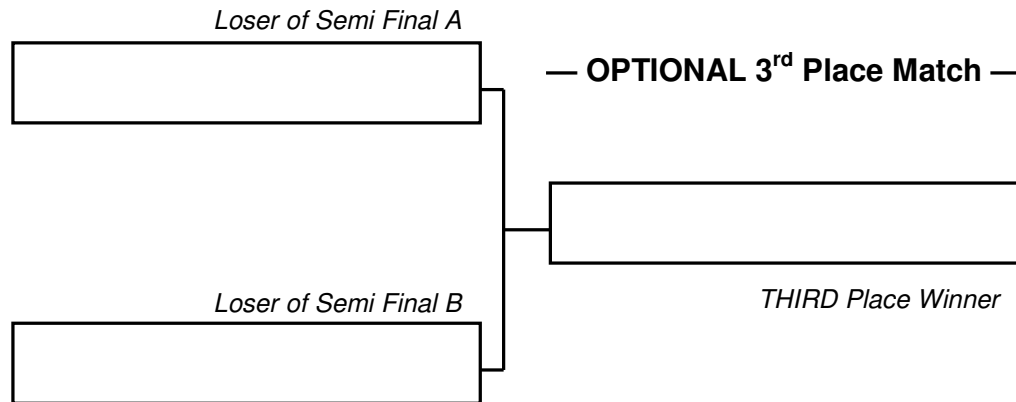 Loser of Semi Final A
— OPTIONAL 3rd Place Match —
Loser of Semi Final B
THIRD Place Winner